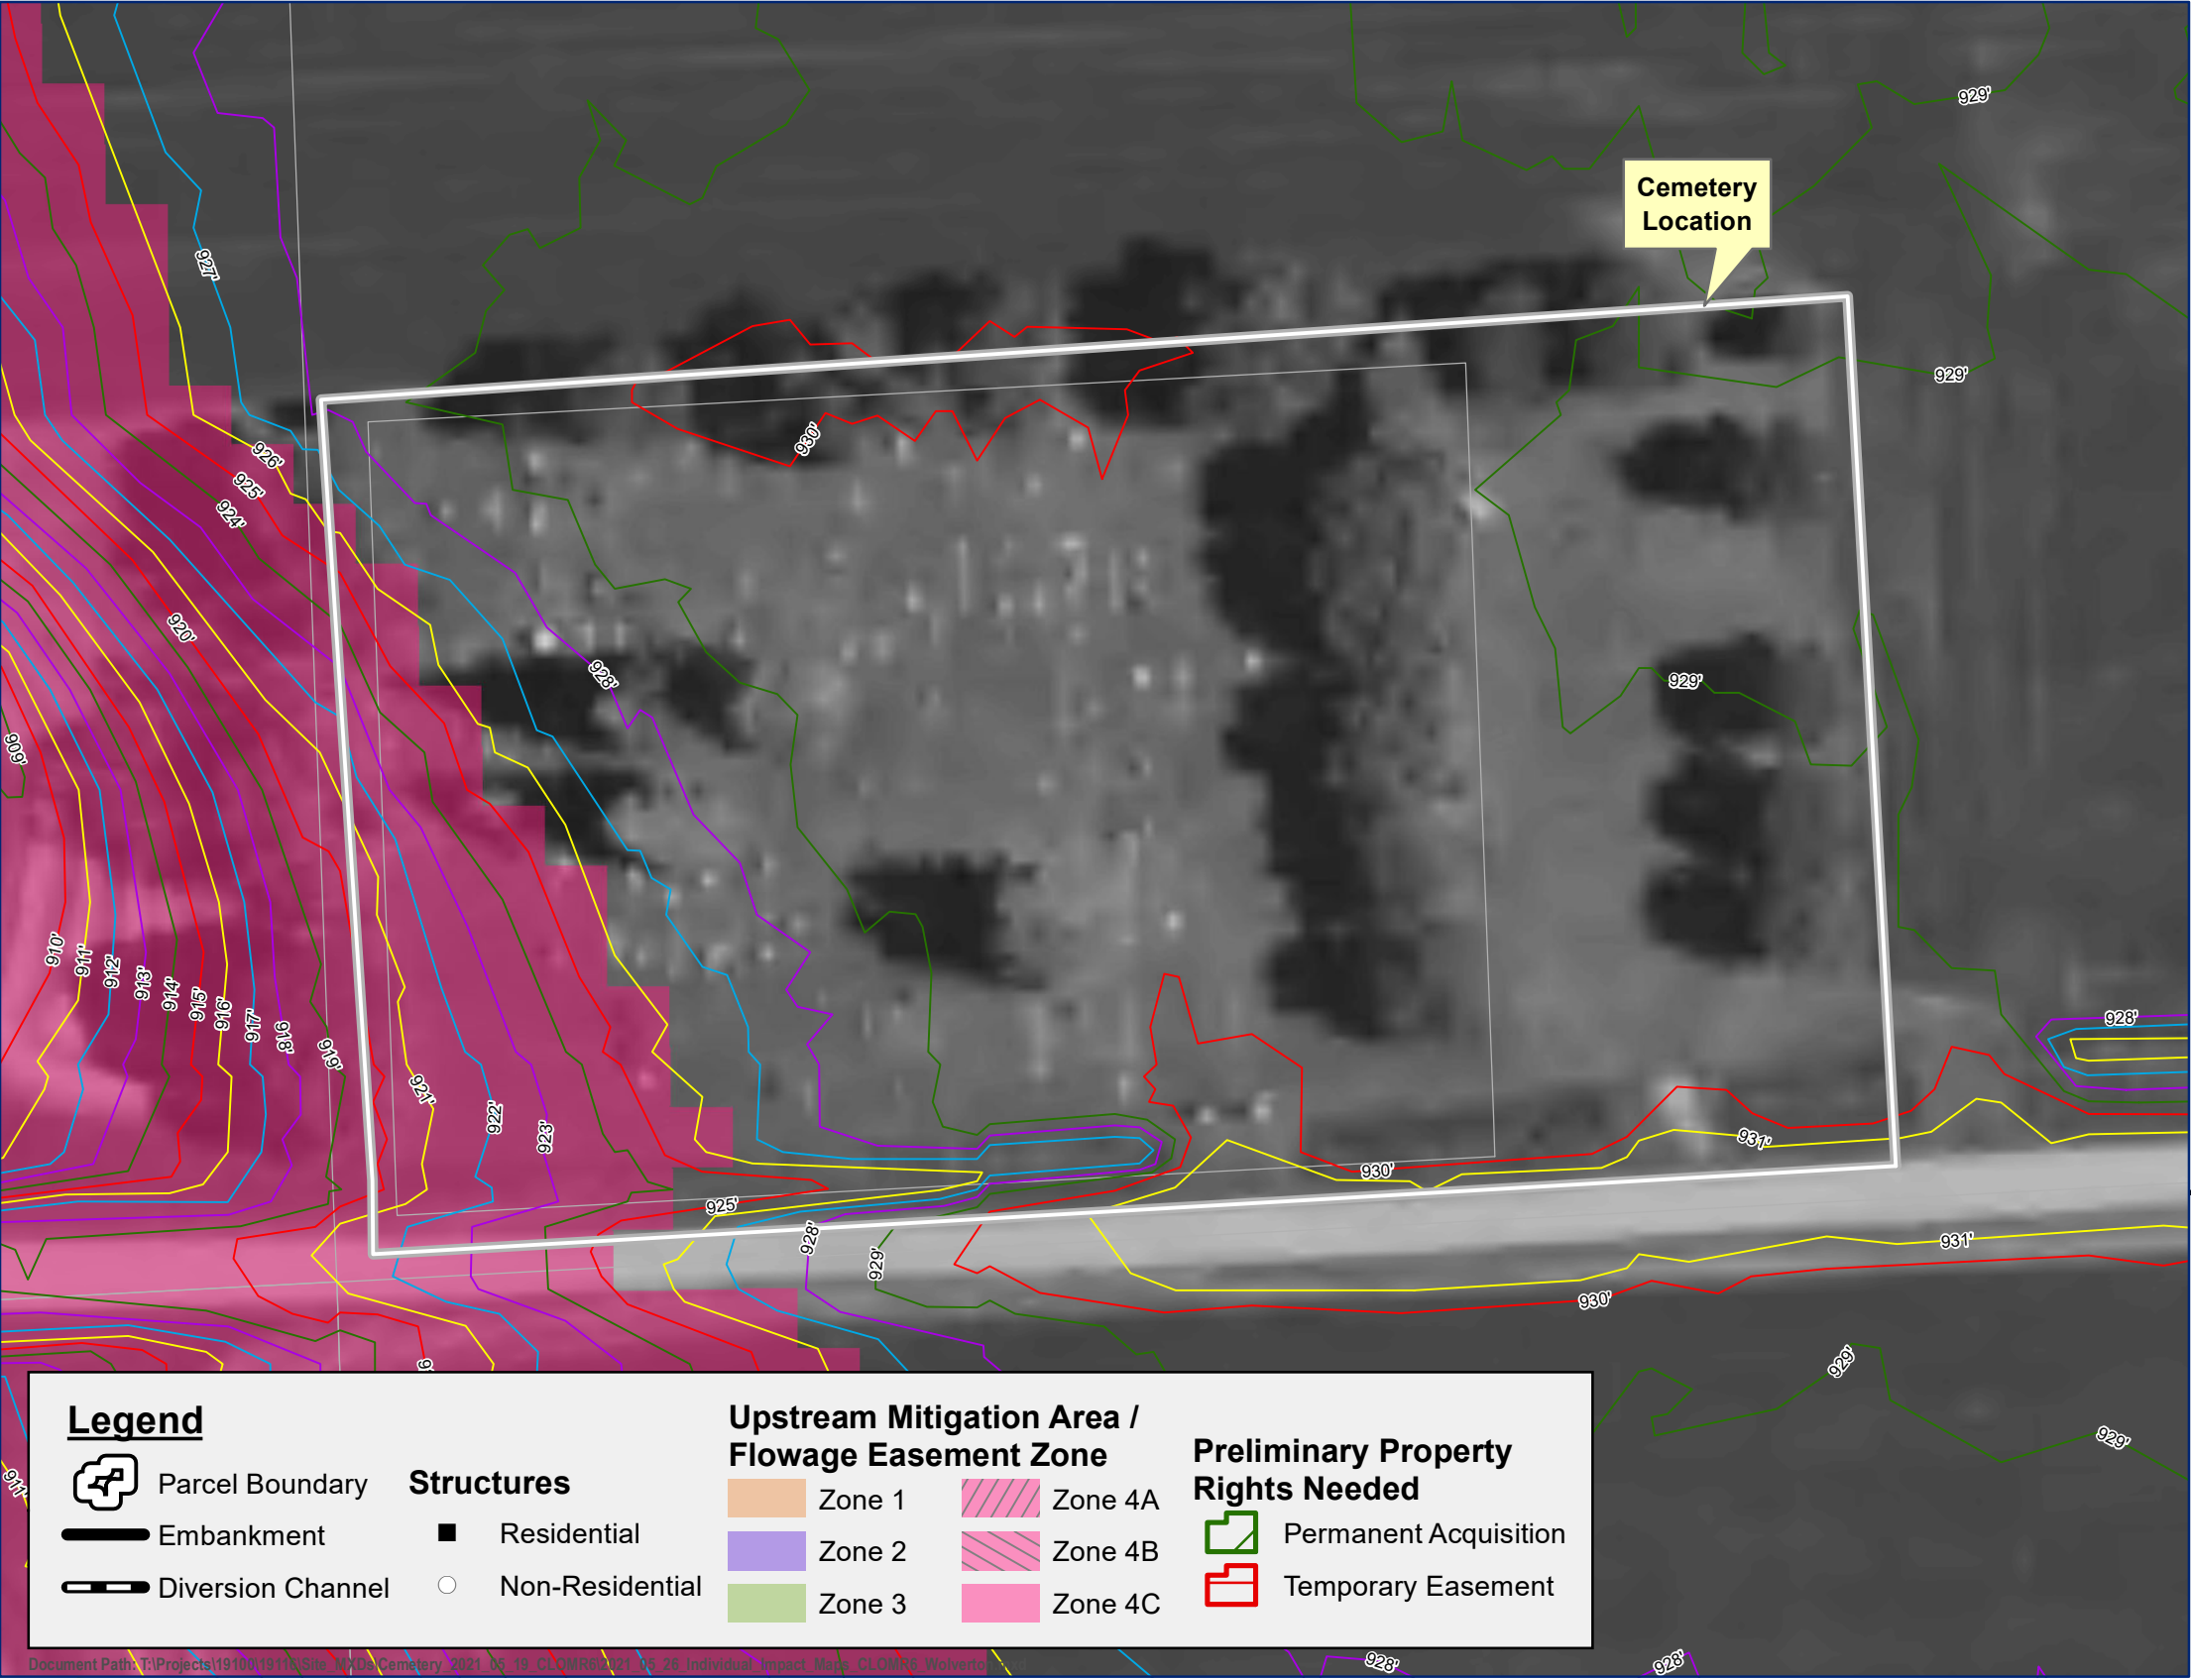 929'
Cemetery
Location
927'
929'
930'
926'
925'
924'
920'
928'
929'
909'
910'
911'
912'
913'
914'
915'
916'
917'
918'
919'
921'
922'
923'
928'
931'
930'
925'
928'
929'
931'
930'
929'
929'
911'
Legend
Parcel Boundary
Embankment
Diversion Channel
Structures
Residential
Non-Residential
Upstream Mitigation Area /
Flowage Easement Zone
Zone 1
Zone 2
Zone 3
Zone 4A
Zone 4B
Zone 4C
Preliminary Property
Rights Needed
Permanent Acquisition
Temporary Easement
928'
928'